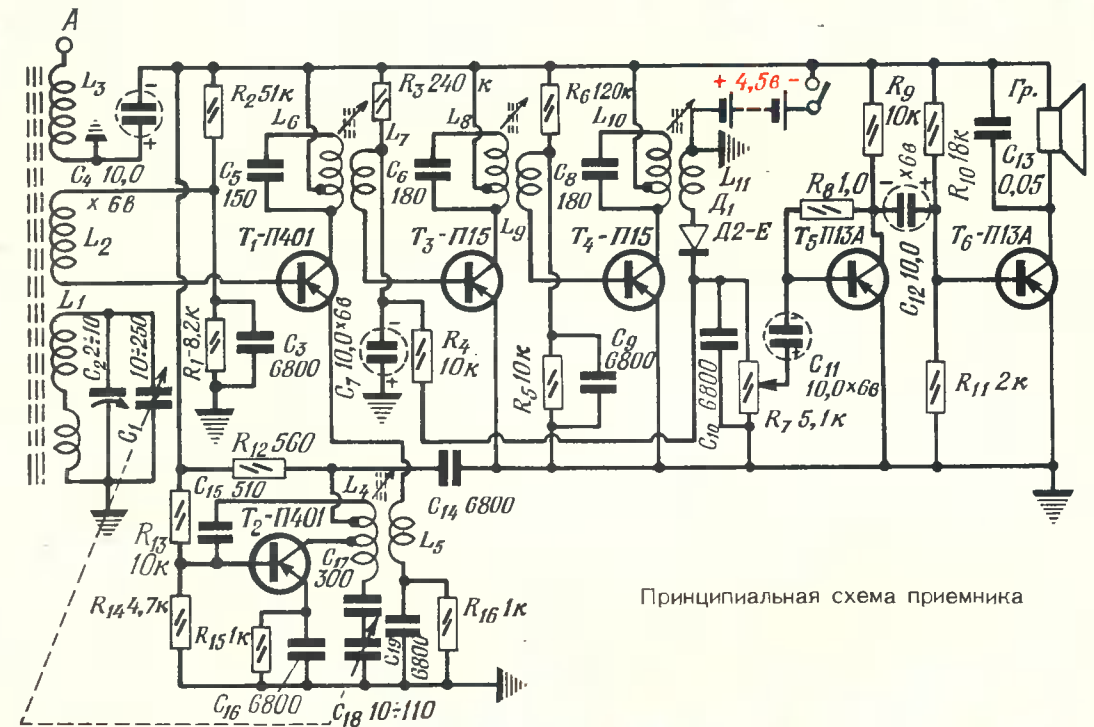 A
L3
C4 10,0
× 6в
R2 51к
L6
C5
150
R3 240 к
L7
L8
C6
180
R6 120к
L10
C8
180
+ 4,5в -
L11
Д1
Д2-Е
R9
10к
R10 18к
C13
0,05
Гр.
L2
T1-П401
T3-П15
L9
T4-П15
R8 1,0
T5 П13А
C12 10,0
×6в
T6-П13А
L1
C2 2÷10
10÷250
C1
R1-8,2к
C3
6800
C7 10,0×6в
R4
10к
R5 10к
C9
6800
C10 6800
C11
10,0×6в
R7 5,1к
R11 2к
R12 560
C15
510
L4
C14 6800
R13
10к
T2-П401
C17
300
L5
R14 4,7к
R15 1к
C16 6800
C18 10÷110
C19
6800
R16 1к
Принципиальная схема приемника